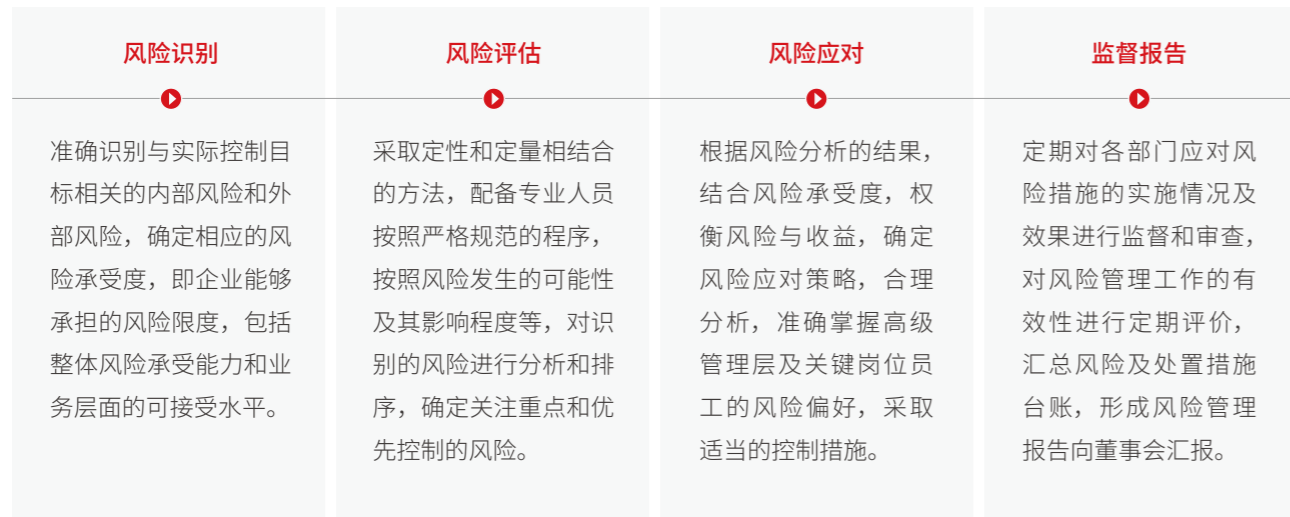 风险识别
准确识别与实际控制目
标相关的内部风险和外
部风险，确定相应的风
险承受度，即企业能够
承担的风险限度，包括
整体风险承受能力和业
务层面的可接受水平。
风险评估
采取定性和定量相结合
的方法，配备专业人员
按照严格规范的程序，
按照风险发生的可能性
及其影响程度等，对识
别的风险进行分析和排
序，确定关注重点和优
先控制的风险。
风险应对
根据风险分析的结果，
结合风险承受度，权
衡风险与收益，确定
风险应对策略，合理
分析，准确掌握高级
管理层及关键岗位员
工的风险偏好，采取
适当的控制措施。
监督报告
定期对各部门应对风
险措施的实施情况及
效果进行监督和审查，
对风险管理工作的有
效性进行定期评价，
汇总风险及处置措施
台账，形成风险管理
报告向董事会汇报。